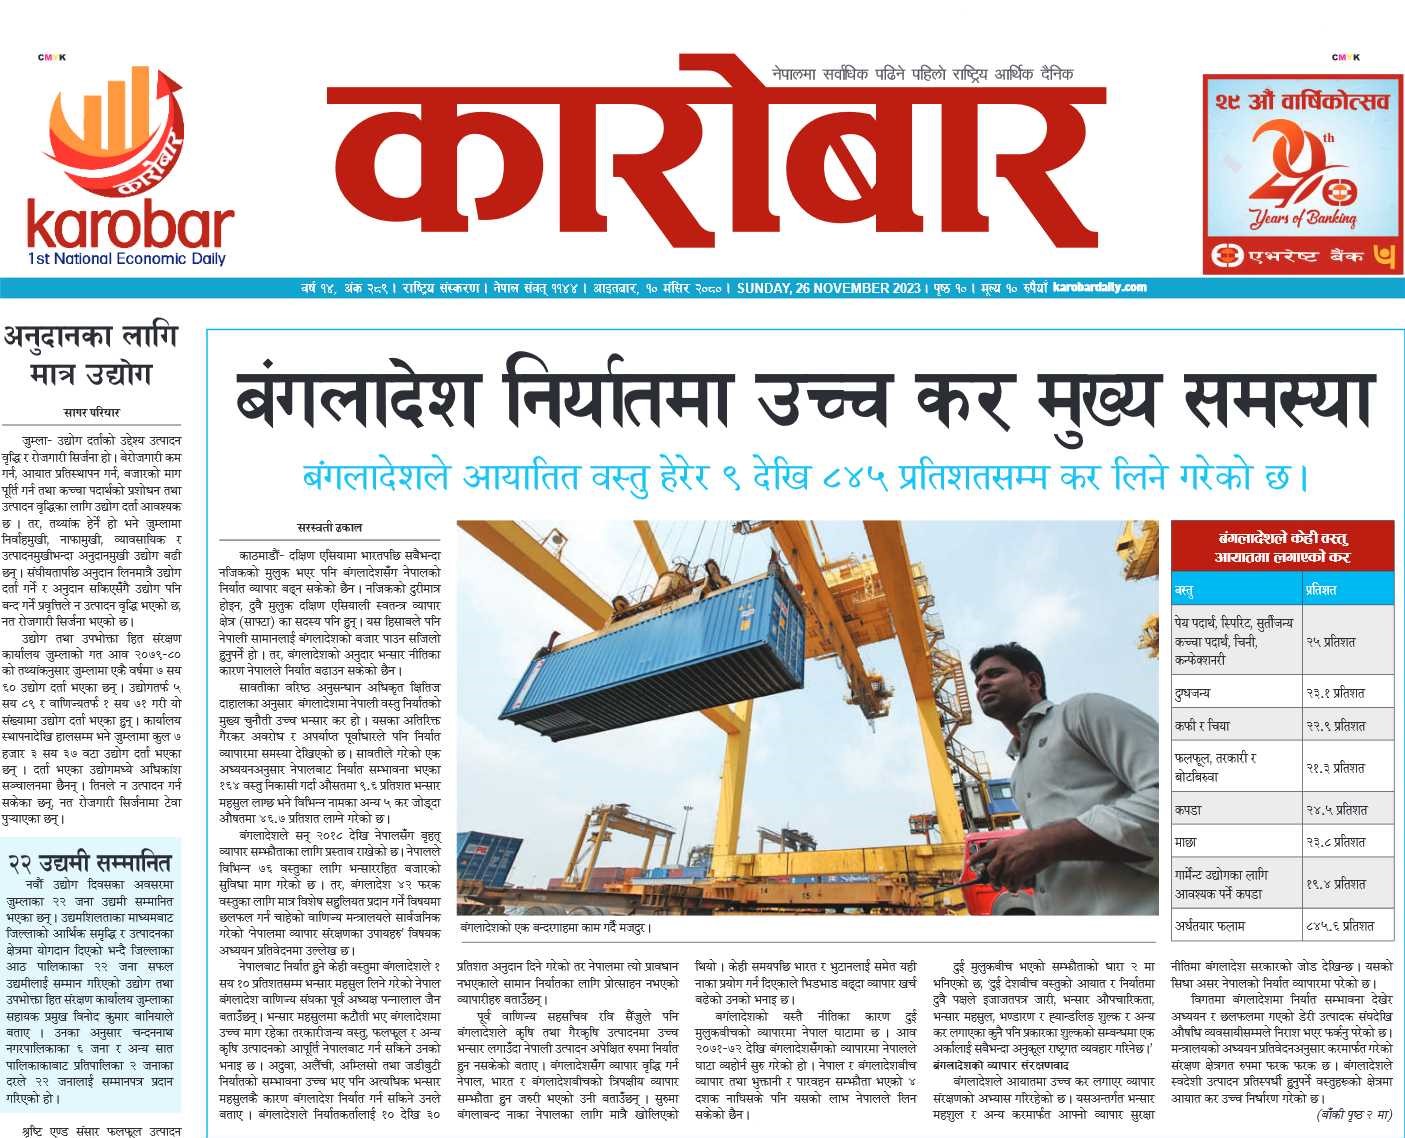 CMYK
CMYK
कारोबार
karobar
1st National Economic Daily
नेपालमा सर्वाधिक पढिने पहिलो राष्ट्रिय आर्थिक दैनिक
कारोबार
२९ औं वार्षिकोत्सव
29th
Years of Banking
एभरेष्ट बैंक
वर्ष १४, अंक २८९ । राष्ट्रिय संस्करण । नेपाल संवत् ११४४ । आइतबार, १० मंसिर २०८० । SUNDAY, 26 NOVEMBER 2023 । पृष्ठ १० । मूल्य १० रुपैयाँ karobardaily.com
अनुदानका लागि
मात्र उद्योग
सागर परियार
जुम्ला- उद्योग दर्ताको उद्देश्य उत्पादन
वृद्धि र रोजगारी सिर्जना हो । बेरोजगारी कम
गर्न, आयात प्रतिस्थापन गर्न, बजारको माग
पूर्ति गर्न तथा कच्चा पदार्थको प्रशोधन तथा
उत्पादन वृद्धिका लागि उद्योग दर्ता आवश्यक
छ । तर, तथ्यांक हेर्ने हो भने जुम्लामा
निर्वाहमुखी, नाफामुखी, व्यावसायिक र
उत्पादनमुखीभन्दा अनुदानमुखी उद्योग बढी
छन् । संघीयतापछि अनुदान लिनमात्रै उद्योग
दर्ता गर्ने र अनुदान सकिएसँगै उद्योग पनि
बन्द गर्ने प्रवृत्तिले न उत्पादन वृद्धि भएको छ,
नत रोजगारी सिर्जना भएको छ ।
उद्योग तथा उपभोक्ता हित संरक्षण
कार्यालय जुम्लाको गत आव २०७९-८०
को तथ्यांकनुसार जुम्लामा एकै वर्षमा ७ सय
६० उद्योग दर्ता भएका छन् । उद्योगतर्फ ५
सय ८९ र वाणिज्यतर्फ १ सय ७१ गरी यो
संख्यामा उद्योग दर्ता भएका हुन् । कार्यालय
स्थापनादेखि हालसम्म भने जुम्लामा कुल ७
हजार ३ सय ३७ वटा उद्योग दर्ता भएका
छन् । दर्ता भएका उद्योगमध्ये अधिकांश
सञ्चालनमा छैनन् । तिनले न उत्पादन गर्न
सकेका छन्, नत रोजगारी सिर्जनामा टेवा
पुर्‍याएका छन् ।
२२ उद्यमी सम्मानित
नवौं उद्योग दिवसका अवसरमा
जुम्लाका २२ जना उद्यमी सम्मानित
भएका छन् । उद्यमशिलताका माध्यमबाट
जिल्लाको आर्थिक समृद्धि र उत्पादनका
क्षेत्रमा योगदान दिएको भन्दै जिल्लाका
आठ पालिकाका २२ जना सफल
उद्यमीलाई सम्मान गरिएको उद्योग तथा
उपभोक्ता हित संरक्षण कार्यालय जुम्लाका
सहायक प्रमुख विनोद कुमार वानियाले
बताए । उनका अनुसार चन्दननाथ
नगरपालिकाका ६ जना र अन्य सात
पालिकाकाबाट प्रतिपालिका २ जनाका
दरले २२ जनालाई सम्मानपत्र प्रदान
गरिएको हो ।
श्रृष्टि एण्ड संसार फलफूल उत्पादन
बंगलादेश निर्यातमा उच्च कर मुख्य समस्या
बंगलादेशले आयातित वस्तु हेरेर ९ देखि ८४५ प्रतिशतसम्म कर लिने गरेको छ ।
सरस्वती ढकाल
काठमाडौं- दक्षिण एसियामा भारतपछि सबैभन्दा
नजिकको मुलुक भए पनि बंगलादेशसँग नेपालको
निर्यात व्यापार बढ्न सकेको छैन । नजिकको दुरीमात्र
होइन, दुवै मुलुक दक्षिण एसियाली स्वतन्त्र व्यापार
क्षेत्र (साफ्टा) का सदस्य पनि हुन् । यस हिसाबले पनि
नेपाली सामानलाई बंगलादेशको बजार पाउन सजिलो
हुनुपर्ने हो । तर, बंगलादेशको अनुदार भन्सार नीतिका
कारण नेपालले निर्यात बढाउन सकेको छैन ।
सावतीका वरिष्ठ अनुसन्धान अधिकृत क्षितिज
दाहालका अनुसार बंगलादेशमा नेपाली वस्तु निर्यातको
मुख्य चुनौती उच्च भन्सार कर हो । यसका अतिरिक्त
गैरकर अवरोध र अपर्याप्त पूर्वाधारले पनि निर्यात
व्यापारमा समस्या देखिएको छ । सावतीले गरेको एक
अध्ययनअनुसार नेपालबाट निर्यात सम्भावना भएका
१६४ वस्तु निकासी गर्दा औसतमा ९.६ प्रतिशत भन्सार
महसुल लाग्छ भने विभिन्न नामका अन्य ५ कर जोड्दा
औषतमा ४६.७ प्रतिशत लाग्ने गरेको छ ।
बंगलादेशले सन् २०१८ देखि नेपालसँग बृहत्
व्यापार सम्झौताका लागि प्रस्ताव राखेको छ । नेपालले
विभिन्न ७६ वस्तुका लागि भन्साररहित बजारको
सुविधा माग गरेको छ । तर, बंगलादेश ४२ फरक
वस्तुका लागि मात्र विशेष सहुलियत प्रदान गर्ने विषयमा
छलफल गर्न चाहेको वाणिज्य मन्त्रालयले सार्वजनिक
गरेको 'नेपालमा व्यापार संरक्षणका उपायहरु' विषयक
अध्ययन प्रतिवेदनमा उल्लेख छ ।
नेपालबाट निर्यात हुने केही वस्तुमा बंगलादेशले १
सय १० प्रतिशतसम्म भन्सार महसुल लिने गरेको नेपाल
बंगलादेश वाणिज्य संघका पूर्व अध्यक्ष पन्नालाल जैन
बताउँछन् । भन्सार महसुलमा कटौती भए बंगलादेशमा
उच्च माग रहेका तरकारीजन्य वस्तु, फलफूल र अन्य
कृषि उत्पादनको आपूर्ति नेपालबाट गर्न सकिने उनको
भनाइ छ । अदुवा, अलैंची, अम्लिसो तथा जडीबुटी
निर्यातको सम्भावना उच्च भए पनि अत्यधिक भन्सार
महसुलकै कारण बंगलादेश निर्यात गर्न सकिने उनले
बताए । बंगलादेशले निर्यातकर्तालाई १० देखि ३०
बंगलादेशको एक बन्दरगाहमा काम गर्दै मजदुर ।
प्रतिशत अनुदान दिने गरेको तर नेपालमा त्यो प्रावधान
नभएकाले सामान निर्यातका लागि प्रोत्साहन नभएको
व्यापारीहरु बताउँछन् ।
पूर्व वाणिज्य सहसचिव रवि सैंजुले पनि
बंगलादेशले कृषि तथा गैरकृषि उत्पादनमा उच्च
भन्सार लगाउँदा नेपाली उत्पादन अपेक्षित रुपमा निर्यात
हुन नसकेको बताए । बंगलादेशसँग व्यापार वृद्धि गर्न
नेपाल, भारत र बंगलादेशबीचको त्रिपक्षीय व्यापार
सम्झौता हुन जरुरी भएको उनी बताउँछन् । सुरुमा
बंगलाबन्द नाका नेपालका लागि मात्रै खोलिएको
थियो । केही समयपछि भारत र भुटानलाई समेत यही
नाका प्रयोग गर्न दिएकाले भिडभाड बढ्दा व्यापार खर्च
बढेको उनको भनाइ छ ।
बंगलादेशको यस्तै नीतिका कारण दुई
मुलुकबीचको व्यापारमा नेपाल घाटामा छ । आव
२०७१-७२ देखि बंगलादेशसँगको व्यापारमा नेपालले
घाटा व्यहोर्न सुरु गरेको हो । नेपाल र बंगलादेशबीच
व्यापार तथा भुक्तानी र पारवहन सम्झौता भएको ४
दशक नाघिसके पनि यसको लाभ नेपालले लिन
सकेको छैन ।
दुई मुलुकबीच भएको सम्झौताको धारा २ मा
भनिएको छ, 'दुई देशबीच वस्तुको आयात र निर्यातमा
दुवै पक्षले इजाजतपत्र जारी, भन्सार औपचारिकता,
भन्सार महसुल, भण्डारण र ह्यान्डलिङ शुल्क र अन्य
कर लगाएका कुनै पनि प्रकारका शुल्कको सम्बन्धमा एक
अर्कालाई सबैभन्दा अनुकूल राष्ट्रगत व्यवहार गरिनेछ ।'
बंगलादेशको व्यापार संरक्षणवाद
बंगलादेशले आयातमा उच्च कर लगाएर व्यापार
संरक्षणको अभ्यास गरिरहेको छ । यसअन्तर्गत भन्सार
महशुल र अन्य करमार्फत आफ्नो व्यापार सुरक्षा
बंगलादेशले केही वस्तु
आयातमा लगाएको कर
वस्तु प्रतिशत
पेय पदार्थ, स्पिरिट, सुर्तीजन्य
कच्चा पदार्थ, चिनी, २५ प्रतिशत
कन्फेक्शनरी
दुग्धजन्य २३.१ प्रतिशत
कफी र चिया २२.९ प्रतिशत
फलफूल, तरकारी र
बोटबिरुवा २१.३ प्रतिशत
कपडा २४.५ प्रतिशत
माछा २३.८ प्रतिशत
गार्मेन्ट उद्योगका लागि
आवश्यक पर्ने कपडा १९.४ प्रतिशत
अर्धतयार फलाम ८४५.६ प्रतिशत
नीतिमा बंगलादेश सरकारको जोड देखिन्छ । यसको
सिधा असर नेपालको निर्यात व्यापारमा परेको छ ।
विगतमा बंगलादेशमा निर्यात सम्भावना देखेर
अध्ययन र छलफलमा गएको डेरी उत्पादक संघदेखि
औषधि व्यवसायीसम्मले निराश भएर फर्कनु परेको छ ।
मन्त्रालयको अध्ययन प्रतिवेदनअनुसार करमार्फत गरेको
संरक्षण क्षेत्रगत रुपमा फरक फरक छ । बंगलादेशले
स्वदेशी उत्पादन प्रतिस्पर्धी हुनुपर्ने वस्तुहरुको क्षेत्रमा
आयात कर उच्च निर्धारण गरेको छ ।
(बाँकी पृष्ठ २ मा)